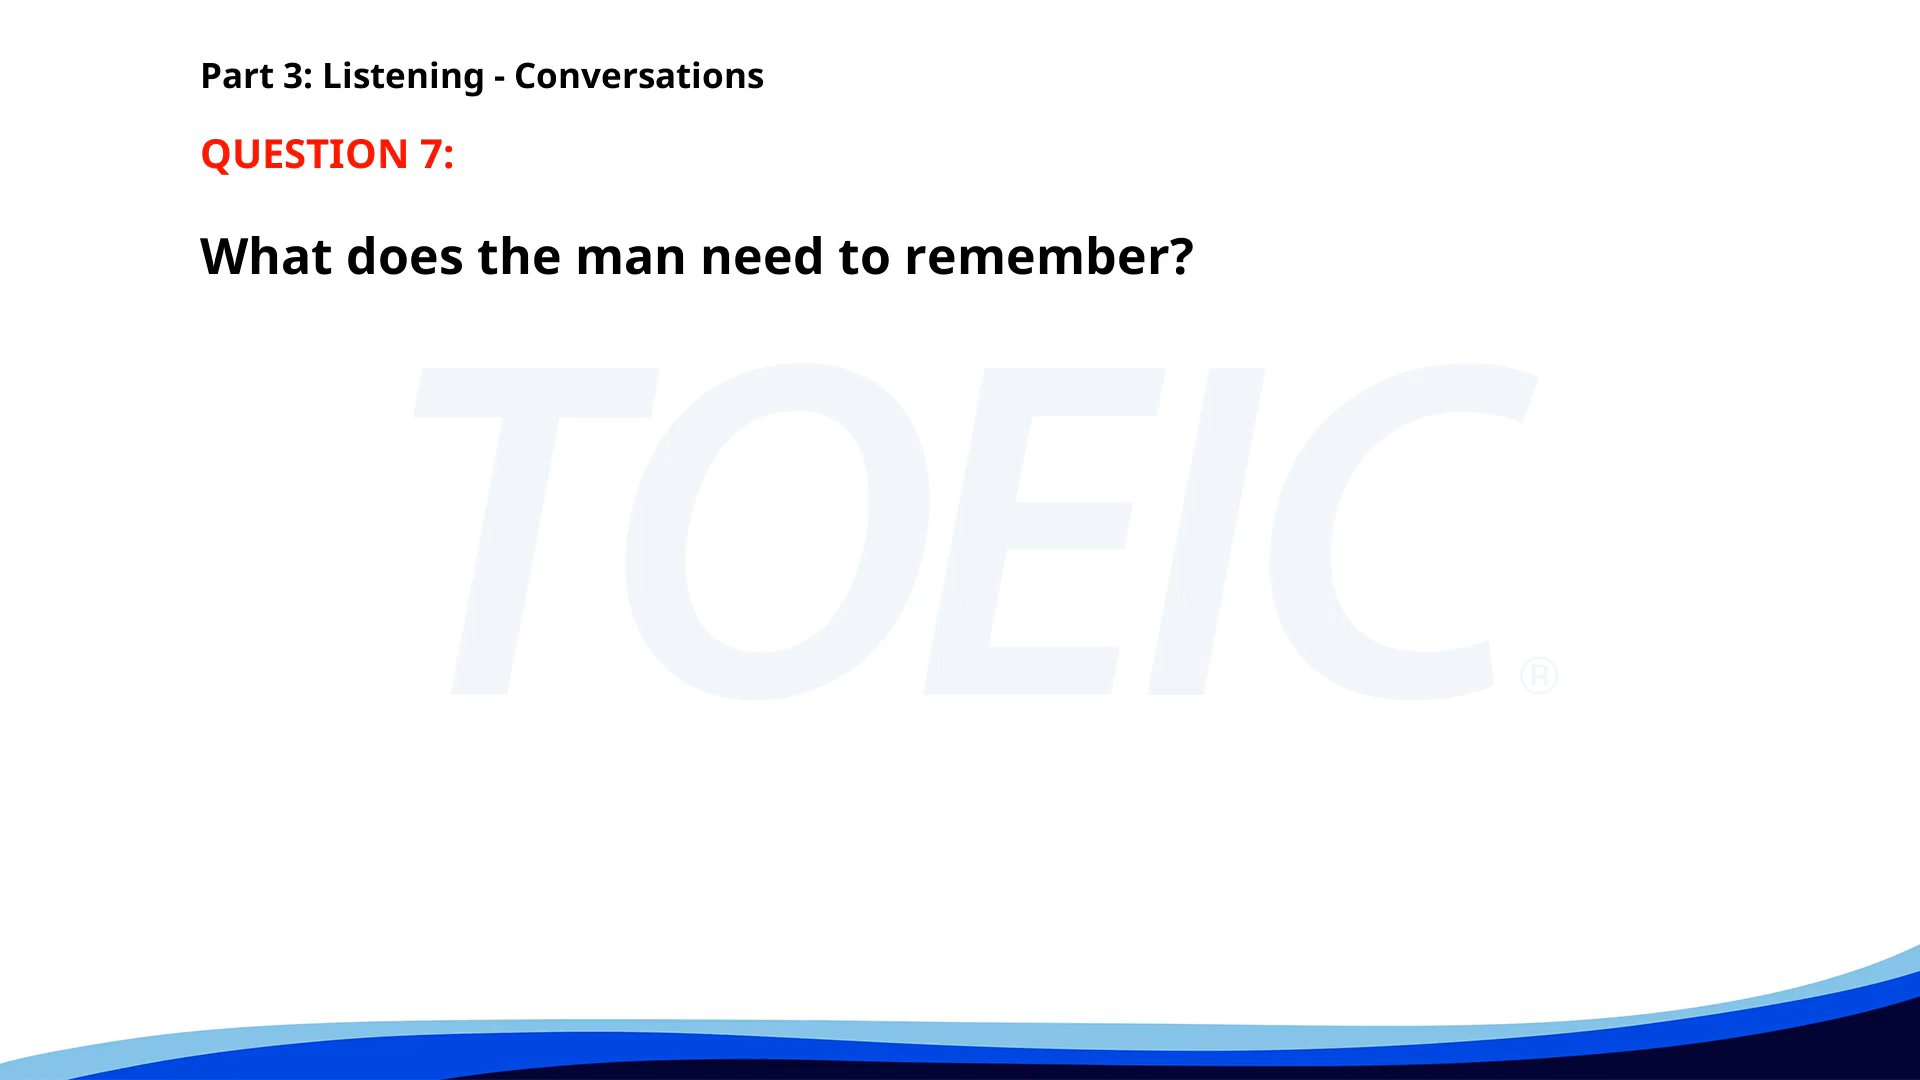 Part 3: Listening - Conversations
QUESTION 7:
What does the man need to remember?
TOEIC®